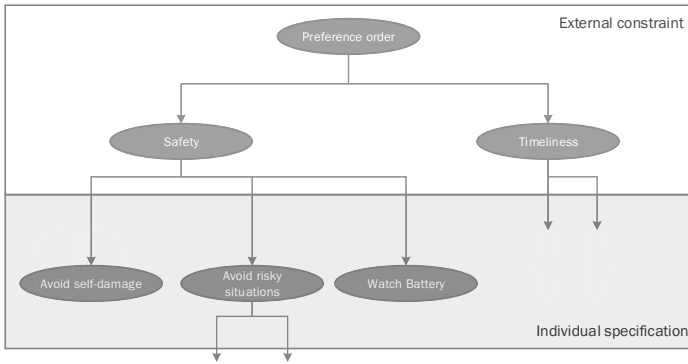 External constraint
Preference order
Safety
Timeliness
Avoid self-damage
Avoid risky
situations
Watch Battery
Individual specification